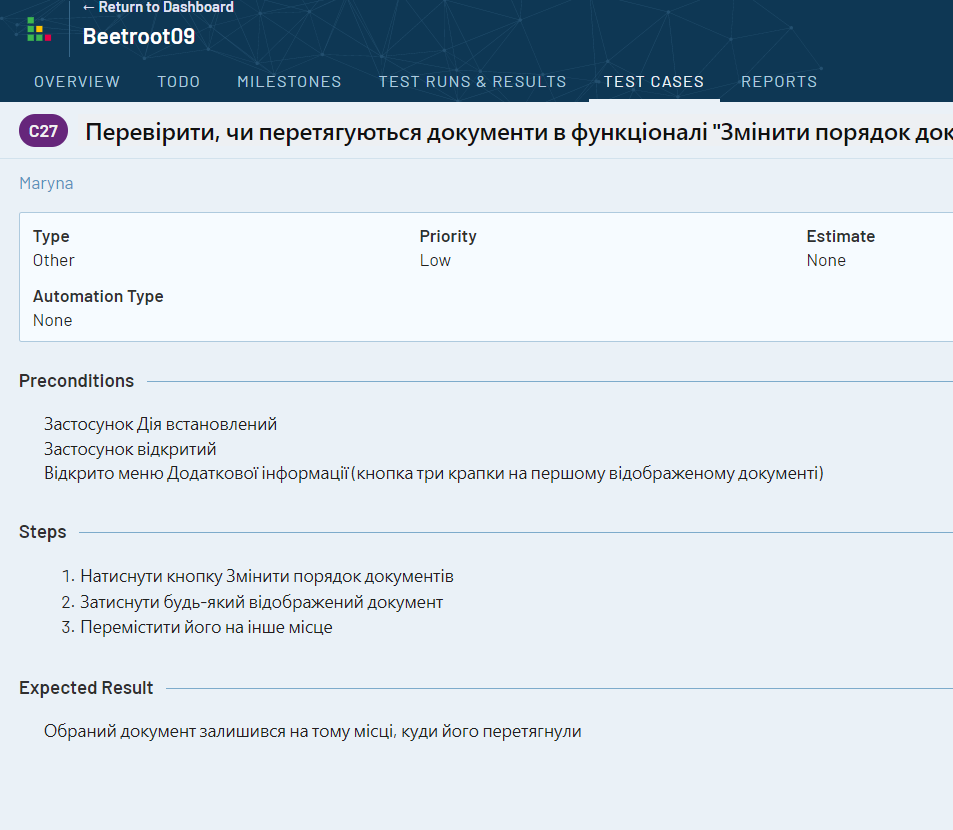 ← Return to Dashboard
Beetroot09
OVERVIEW TODO MILESTONES TEST RUNS & RESULTS TEST CASES REPORTS
C27 Перевірити, чи перетягуються документи в функціоналі "Змінити порядок док
Maryna
Type Priority Estimate
Other Low None
Automation Type
None
Preconditions
Застосунок Дія встановлений
Застосунок відкритий
Відкрито меню Додаткової інформації (кнопка три крапки на першому відображеному документі)
Steps
1. Натиснути кнопку Змінити порядок документів
2. Затиснути будь-який відображений документ
3. Перемістити його на інше місце
Expected Result
Обраний документ залишився на тому місці, куди його перетягнули